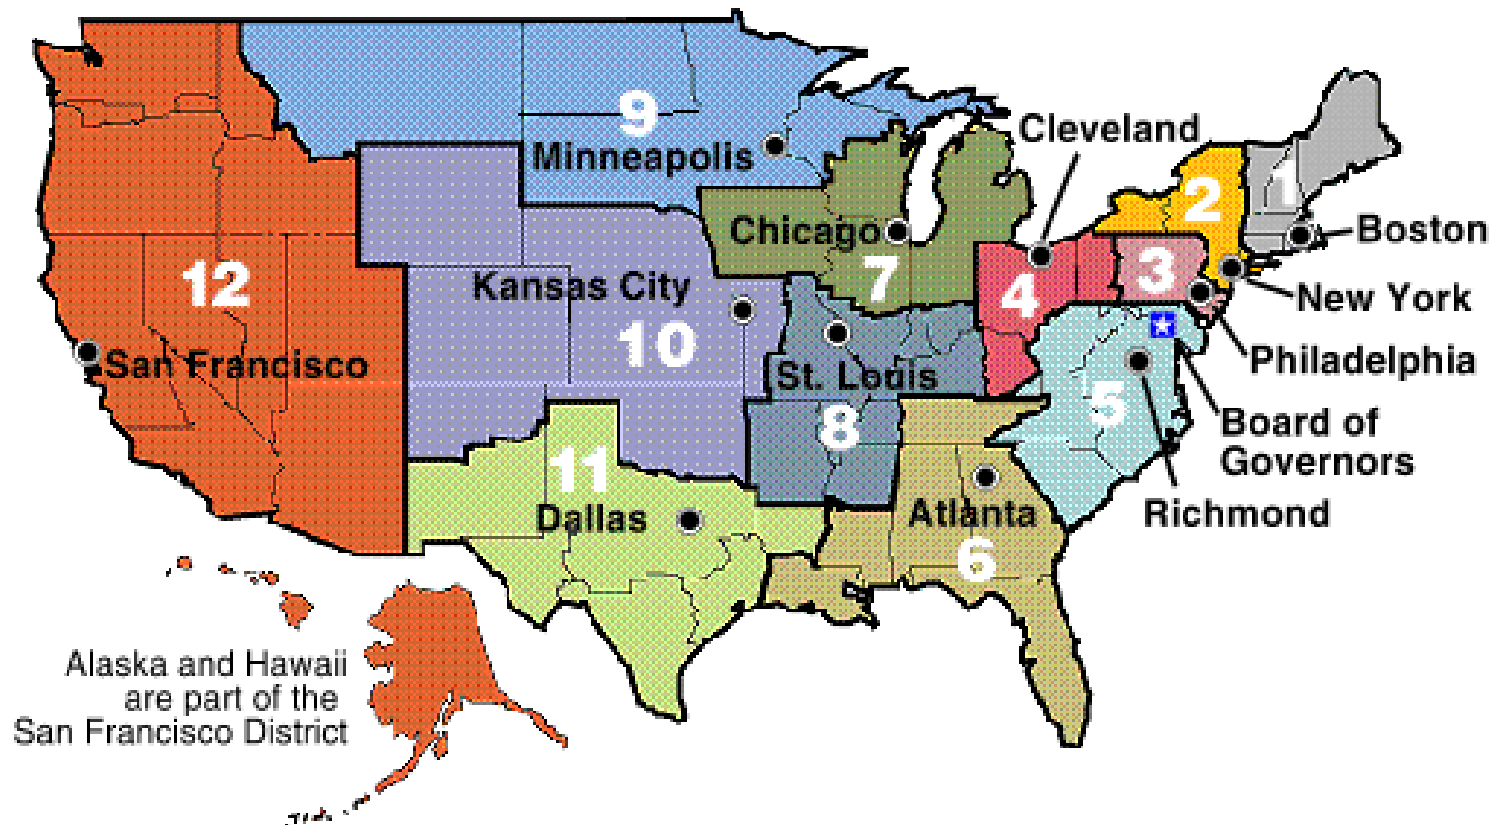 Cleveland
9
Minneapolis
1
2
Boston
Chicago
7
3
12
Kansas City
4
New York
10
San Francisco
Philadelphia
St. Louis
5
8
Board of
Governors
11
Richmond
Dallas
Atlanta
6
Alaska and Hawaii
are part of the
San Francisco District